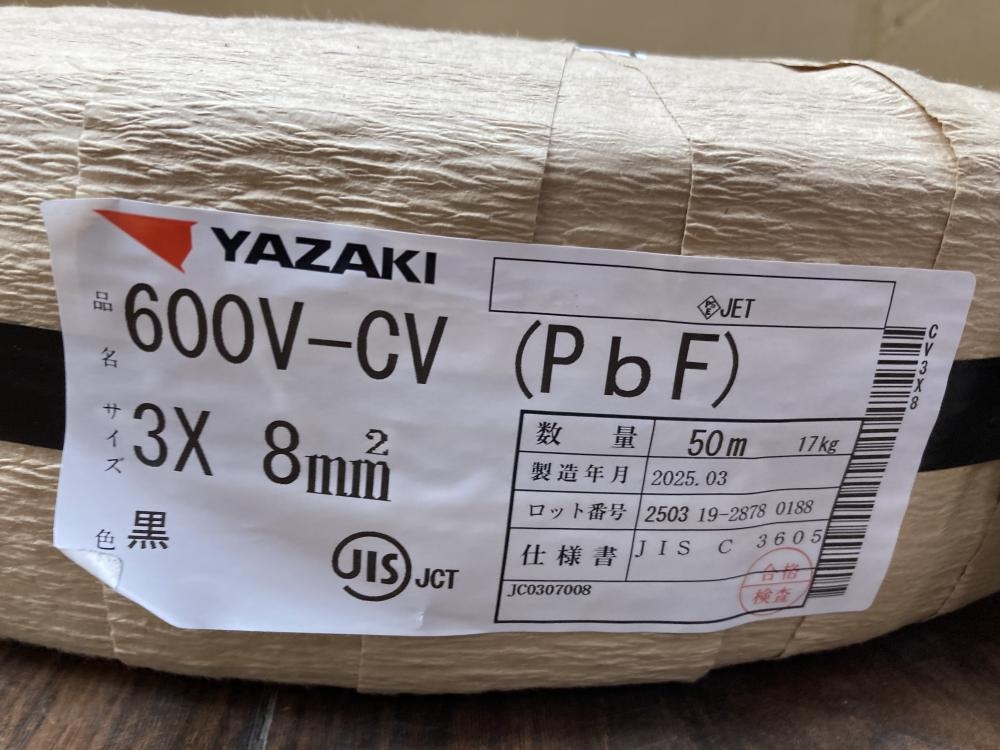 YAZAKI
PSE JET
品名 600V-CV (PbF)
サイズ 3X 8mm²
色 黒
JIS JCT
数量 50m 17kg
製造年月 2025.03
ロット番号 2503 19-2878 0188
仕様書 JIS C 3605
JC0307008
合格
検査
CV3X8